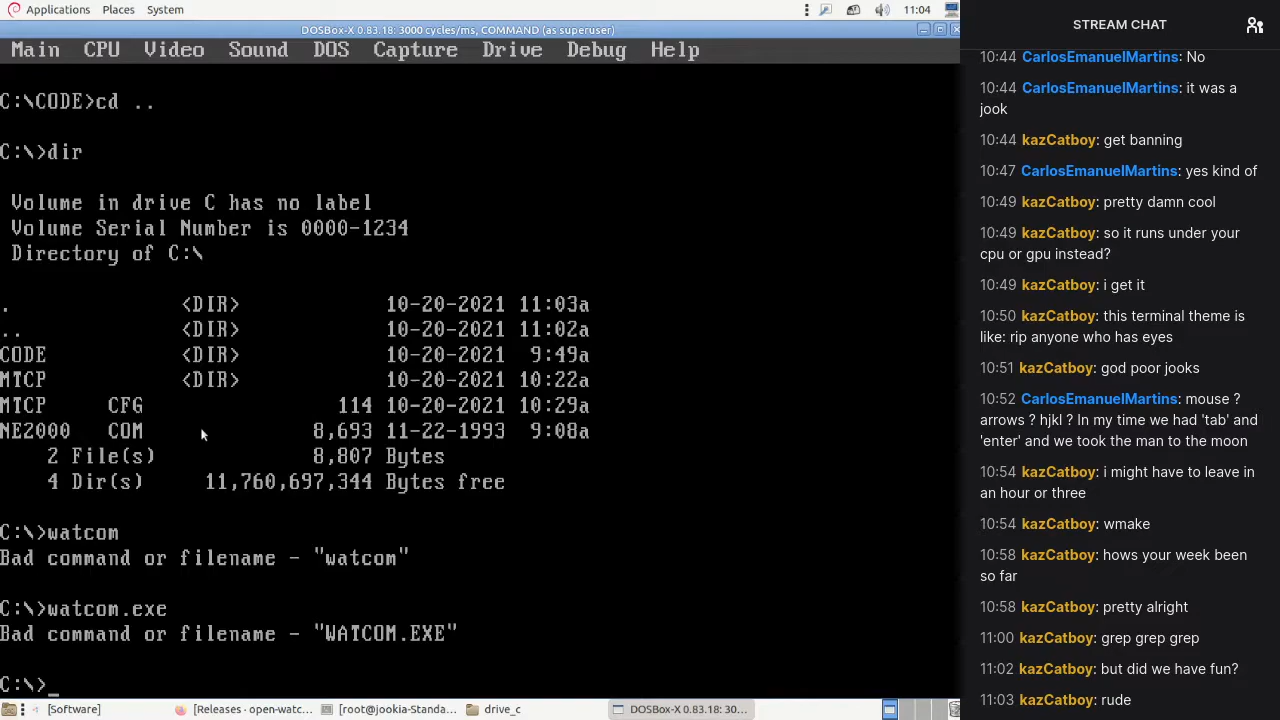 Applications Places System 11:04
DOSBox-X 0.83.18: 3000 cycles/ms, COMMAND (as superuser)
Main CPU Video Sound DOS Capture Drive Debug Help
C:\CODE>cd ..
C:\>dir
Volume in drive C has no label
Volume Serial Number is 0000-1234
Directory of C:\
. <DIR> 10-20-2021 11:03a
.. <DIR> 10-20-2021 11:02a
CODE <DIR> 10-20-2021 9:49a
MTCP <DIR> 10-20-2021 10:22a
MTCP CFG 114 10-20-2021 10:29a
NE2000 COM 8,693 11-22-1993 9:08a
2 File(s) 8,807 Bytes
4 Dir(s) 11,760,697,344 Bytes free
C:\>watcom
Bad command or filename - "watcom"
C:\>watcom.exe
Bad command or filename - "WATCOM.EXE"
C:\>_
[Software] [Releases - open-watc... [root@jookia-Standa... drive_c DOSBox-X 0.83.18: 30...
STREAM CHAT
10:44 CarlosEmanuelMartins: No
10:44 CarlosEmanuelMartins: it was a
jook
10:44 kazCatboy: get banning
10:47 CarlosEmanuelMartins: yes kind of
10:49 kazCatboy: pretty damn cool
10:49 kazCatboy: so it runs under your
cpu or gpu instead?
10:49 kazCatboy: i get it
10:50 kazCatboy: this terminal theme is
like: rip anyone who has eyes
10:51 kazCatboy: god poor jooks
10:52 CarlosEmanuelMartins: mouse ?
arrows ? hjkl ? In my time we had 'tab' and
'enter' and we took the man to the moon
10:54 kazCatboy: i might have to leave in
an hour or three
10:54 kazCatboy: wmake
10:58 kazCatboy: hows your week been
so far
10:58 kazCatboy: pretty alright
11:00 kazCatboy: grep grep grep
11:02 kazCatboy: but did we have fun?
11:03 kazCatboy: rude